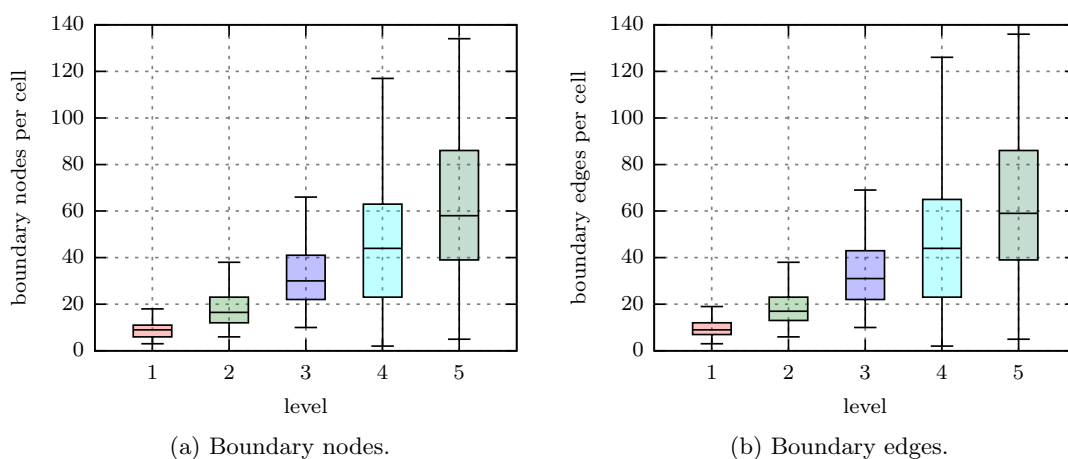 140
120
100
80
60
40
20
0
boundary nodes per cell
1 2 3 4 5
level
(a) Boundary nodes.
140
120
100
80
60
40
20
0
boundary edges per cell
1 2 3 4 5
level
(b) Boundary edges.